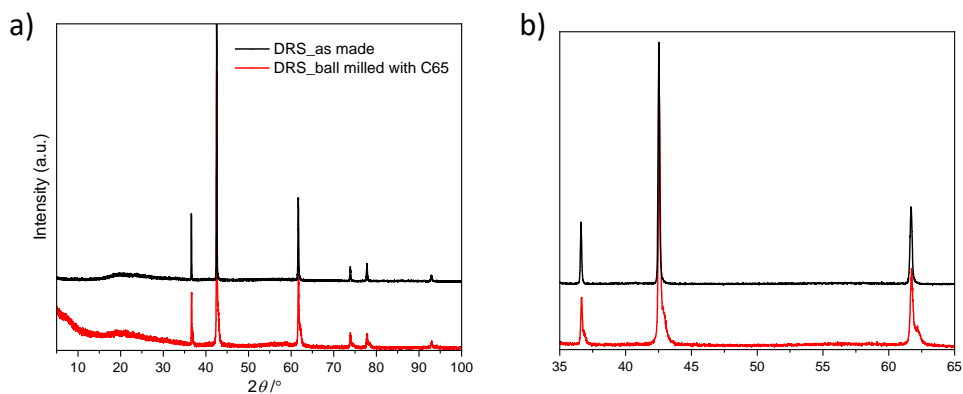 a)
DRS_as made
DRS_ball milled with C65
Intensity (a.u.)
10 20 30 40 50 60 70 80 90 100
2θ/°
b)
35 40 45 50 55 60 65